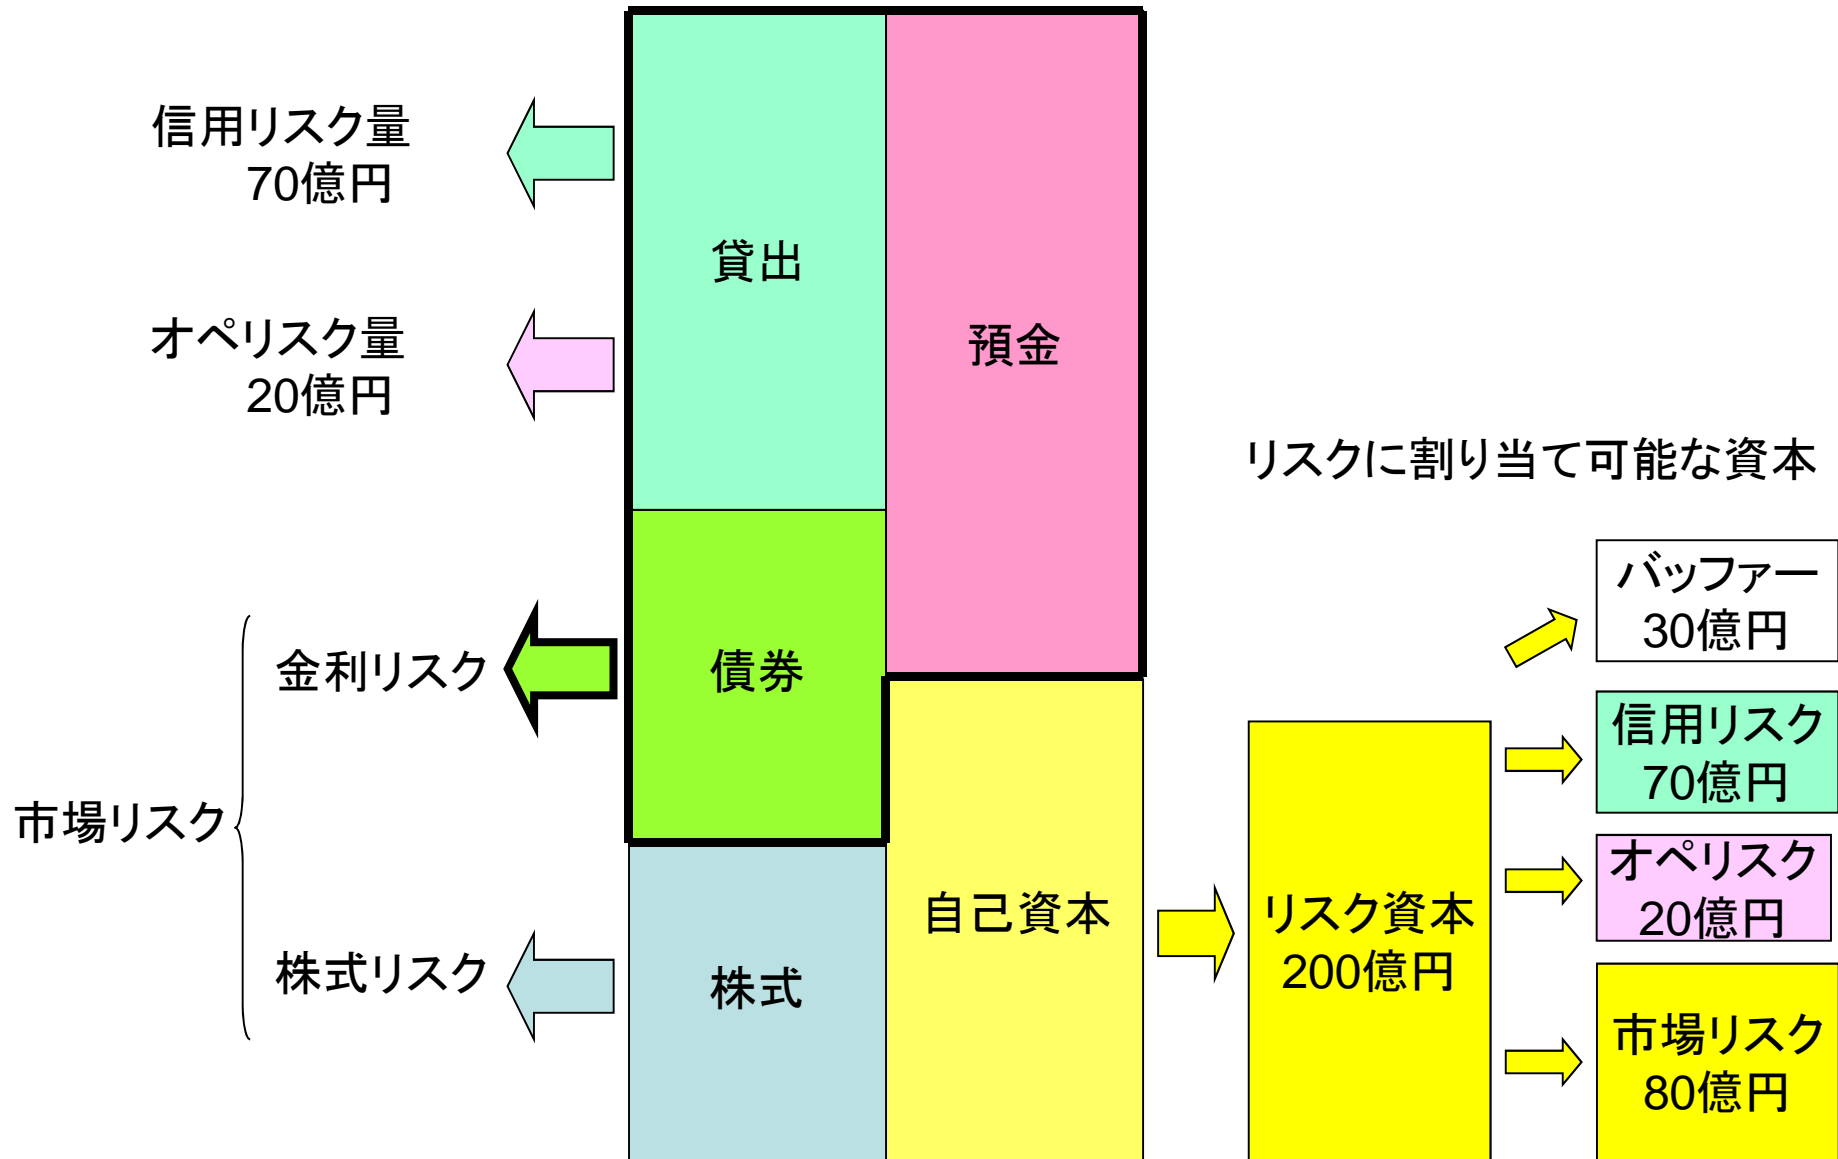 信用リスク量
70億円
オペリスク量
20億円
市場リスク
金利リスク
株式リスク
貸出
債券
株式
預金
自己資本
リスクに割り当て可能な資本
リスク資本
200億円
バッファー
30億円
信用リスク
70億円
オペリスク
20億円
市場リスク
80億円